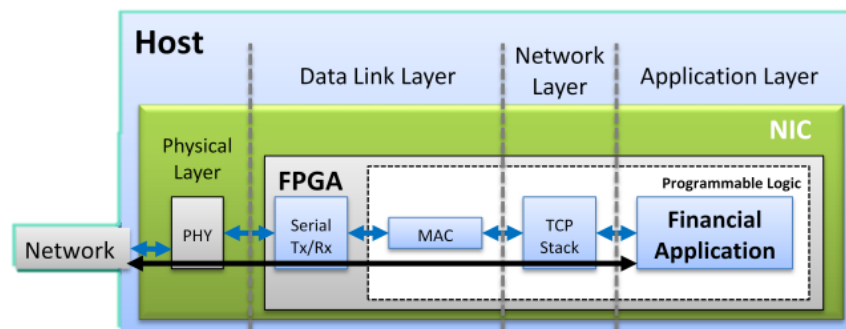 Host
Data Link Layer
Network
Layer
Application Layer
NIC
Physical
Layer
FPGA
Programmable Logic
Network
PHY
Serial
Tx/Rx
MAC
TCP
Stack
Financial
Application